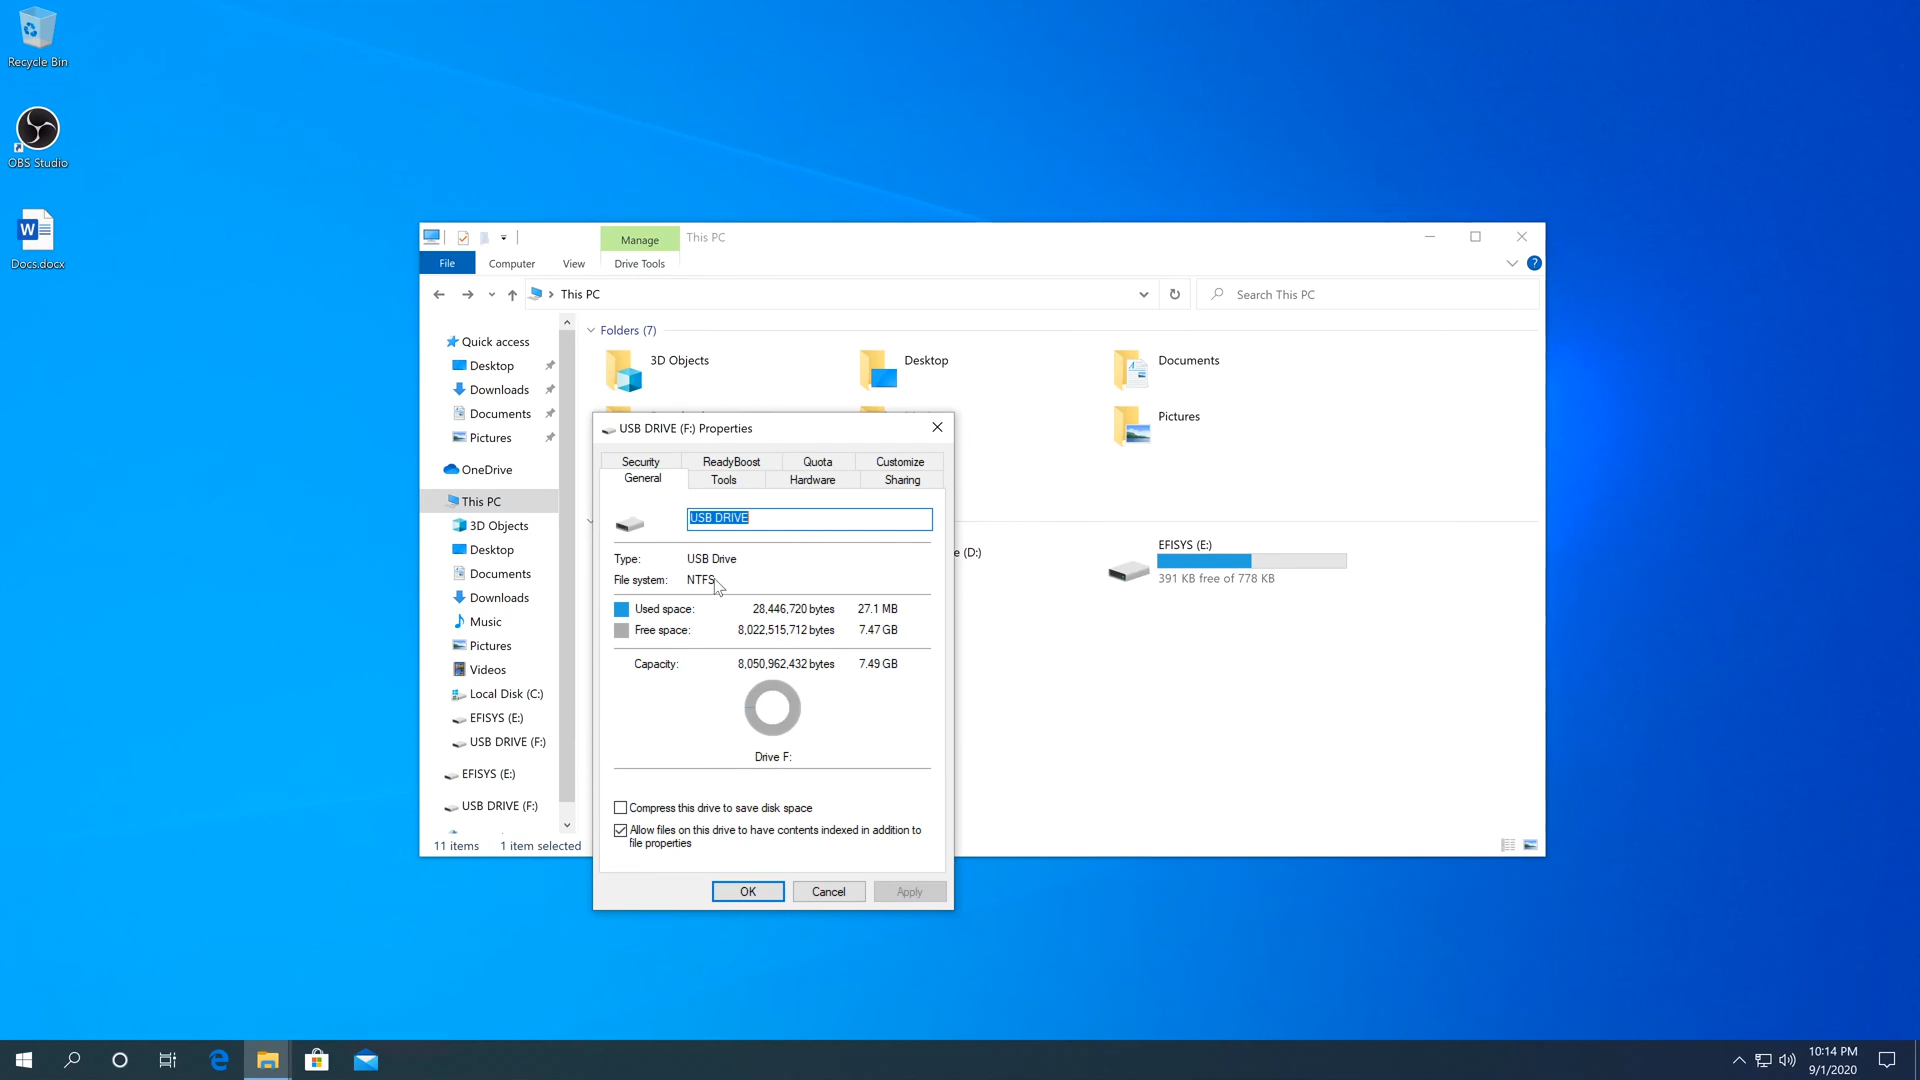 Recycle Bin
OBS Studio
Docs.docx
Manage
This PC
File
Computer
View
Drive Tools
This PC
Search This PC
Quick access
Desktop
Downloads
Documents
Pictures
OneDrive
This PC
3D Objects
Desktop
Documents
Downloads
Music
Pictures
Videos
Local Disk (C:)
EFISYS (E:)
USB DRIVE (F:)
EFISYS (E:)
USB DRIVE (F:)
11 items 1 item selected
Folders (7)
3D Objects
Desktop
Documents
Pictures
e (D:)
EFISYS (E:)
391 KB free of 778 KB
USB DRIVE (F:) Properties
Security ReadyBoost Quota Customize
General Tools Hardware Sharing
USB DRIVE
Type: USB Drive
File system: NTFS
Used space: 28,446,720 bytes 27.1 MB
Free space: 8,022,515,712 bytes 7.47 GB
Capacity: 8,050,962,432 bytes 7.49 GB
Drive F:
Compress this drive to save disk space
Allow files on this drive to have contents indexed in addition to
file properties
OK Cancel Apply
10:14 PM
9/1/2020